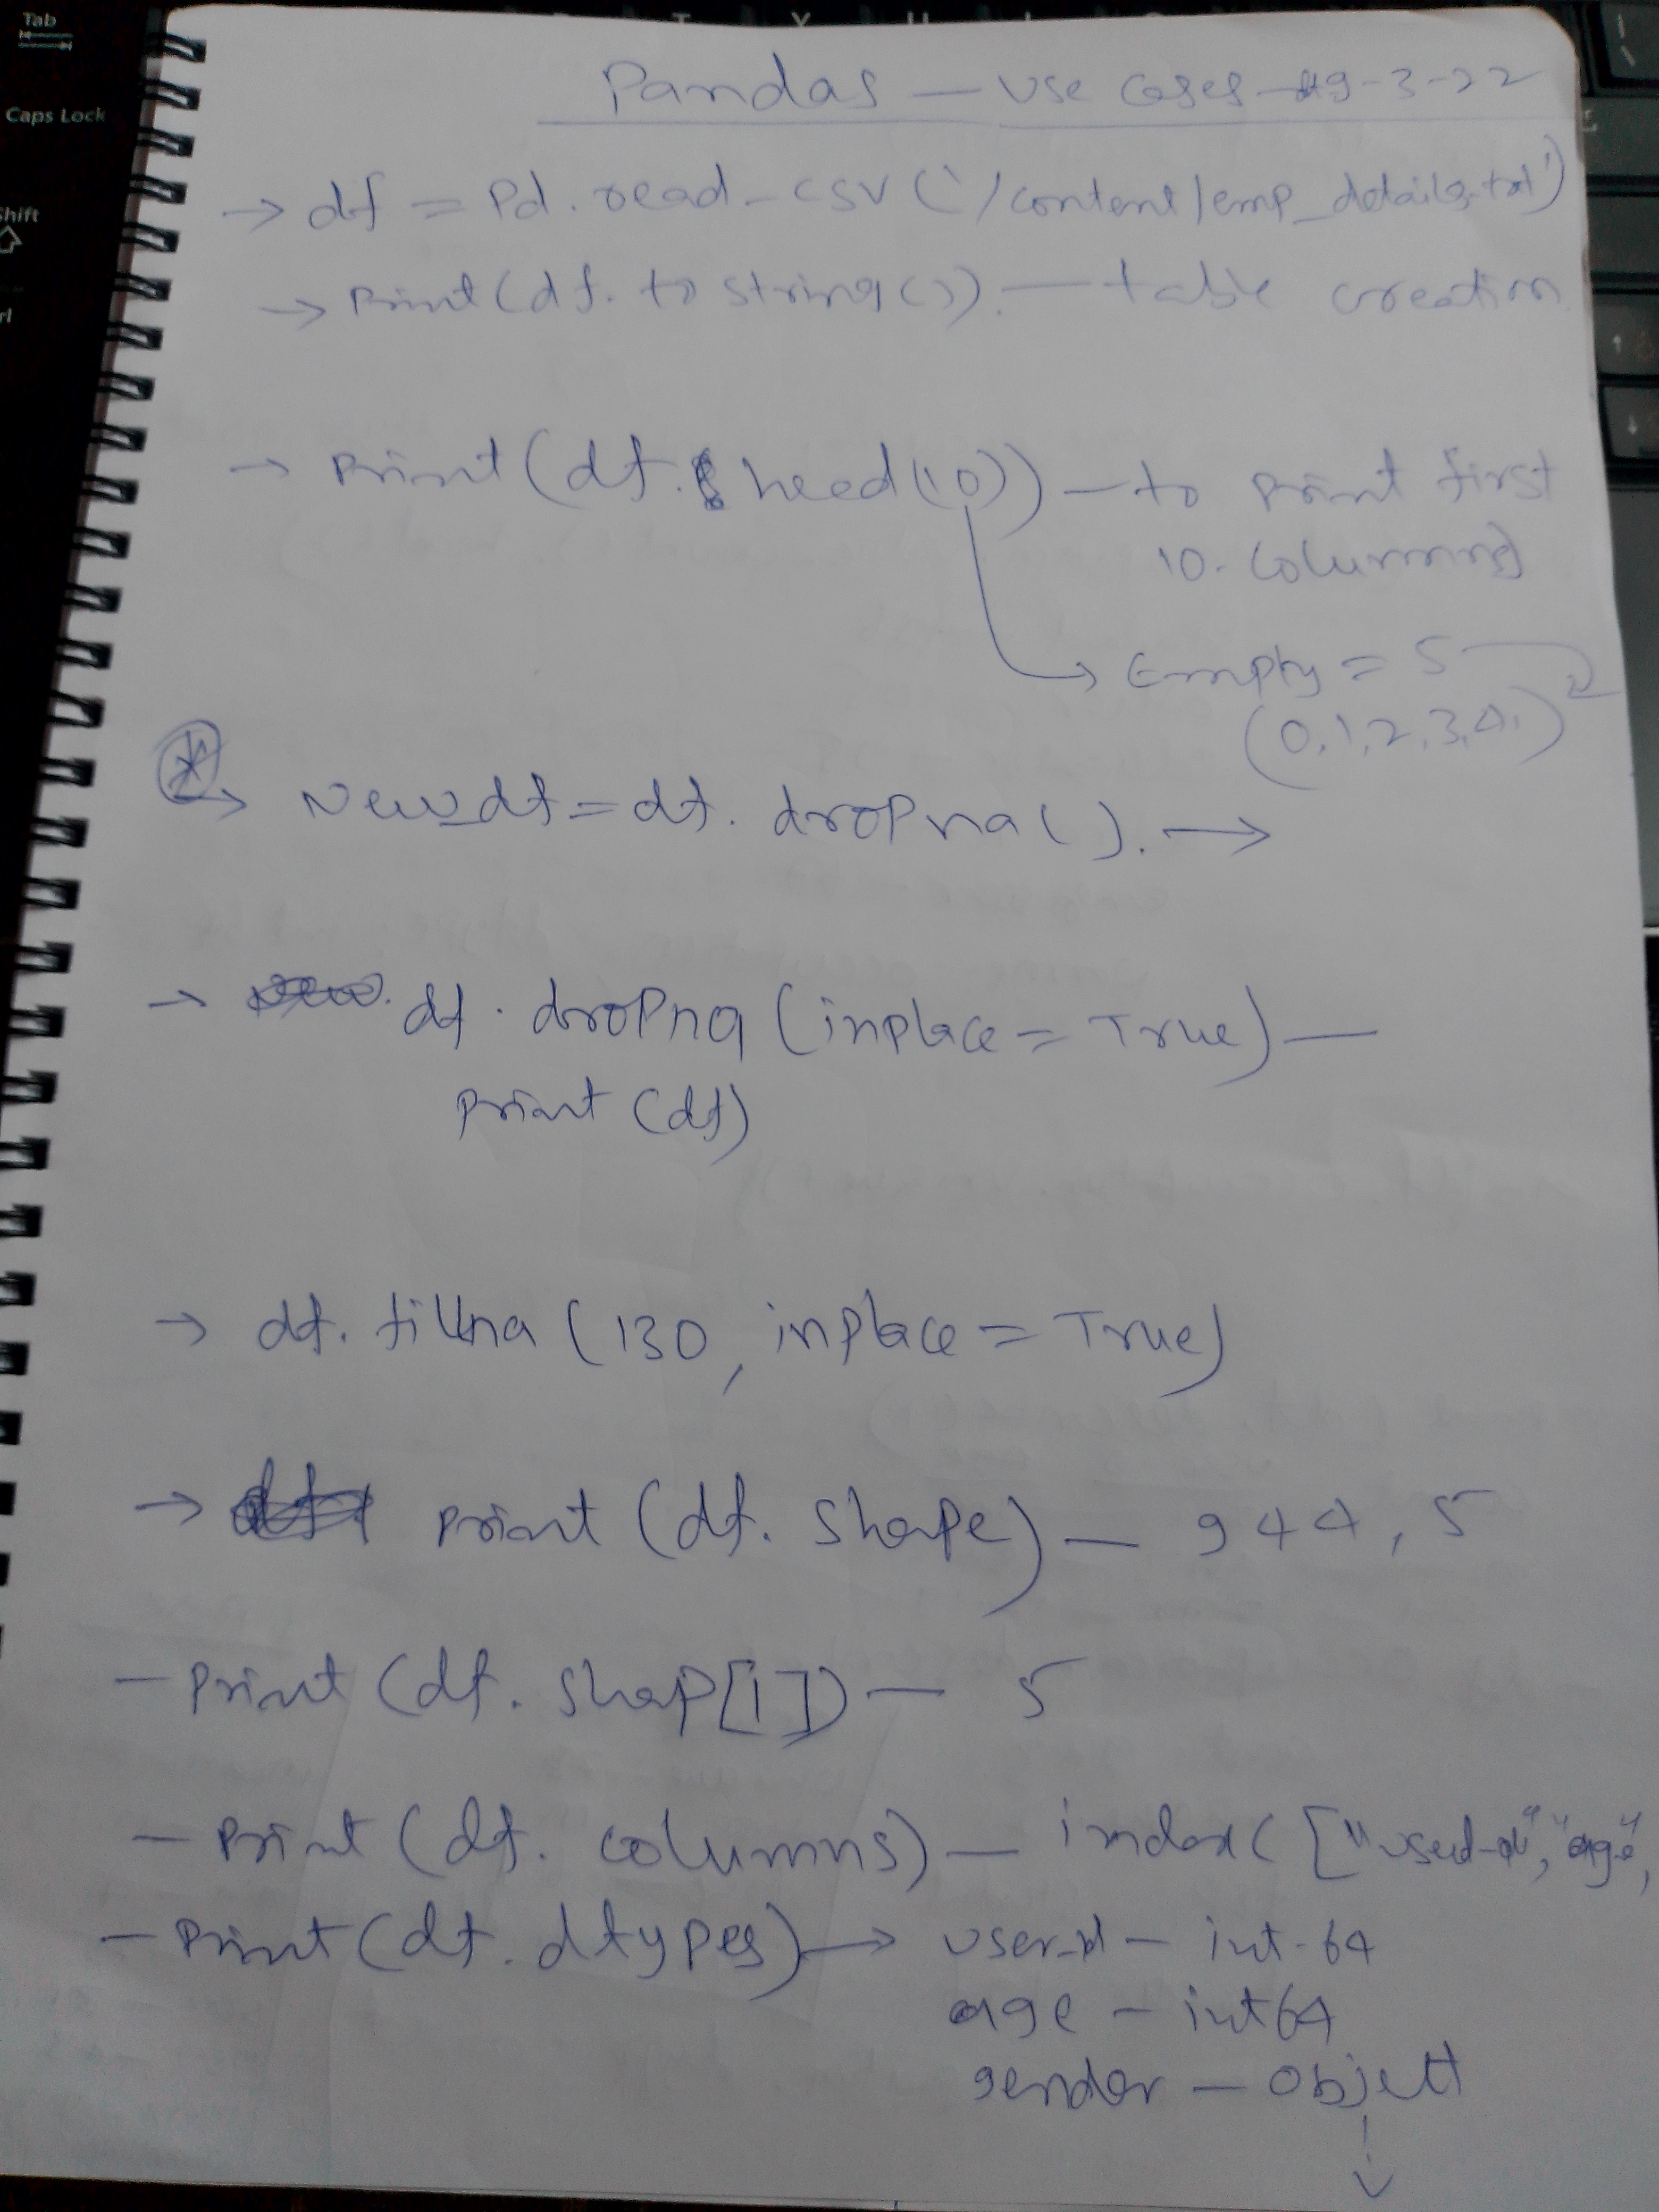 Tab
Caps Lock
Shift
Pandas — use cases - 19-3-22
→ df = Pd.read_csv('/content/emp_details.txt')
→ Print(df.to string()). — table creation
→ Print(df.head(10)) — to print first
10. columns
→ Empty = 5
(0,1,2,3,4,)
→ New_df = df.dropna(). →
→ df.dropna(inplace = True) —
print(df)
→ df.fillna(130, inplace = True)
→ print(df.shape) — 944, 5
- Print(df.shap[1]) — 5
- Print(df.columns) — index(["used-id", "age",
- Print(df.dtypes) → user_id — int-64
age — int64
gender — object